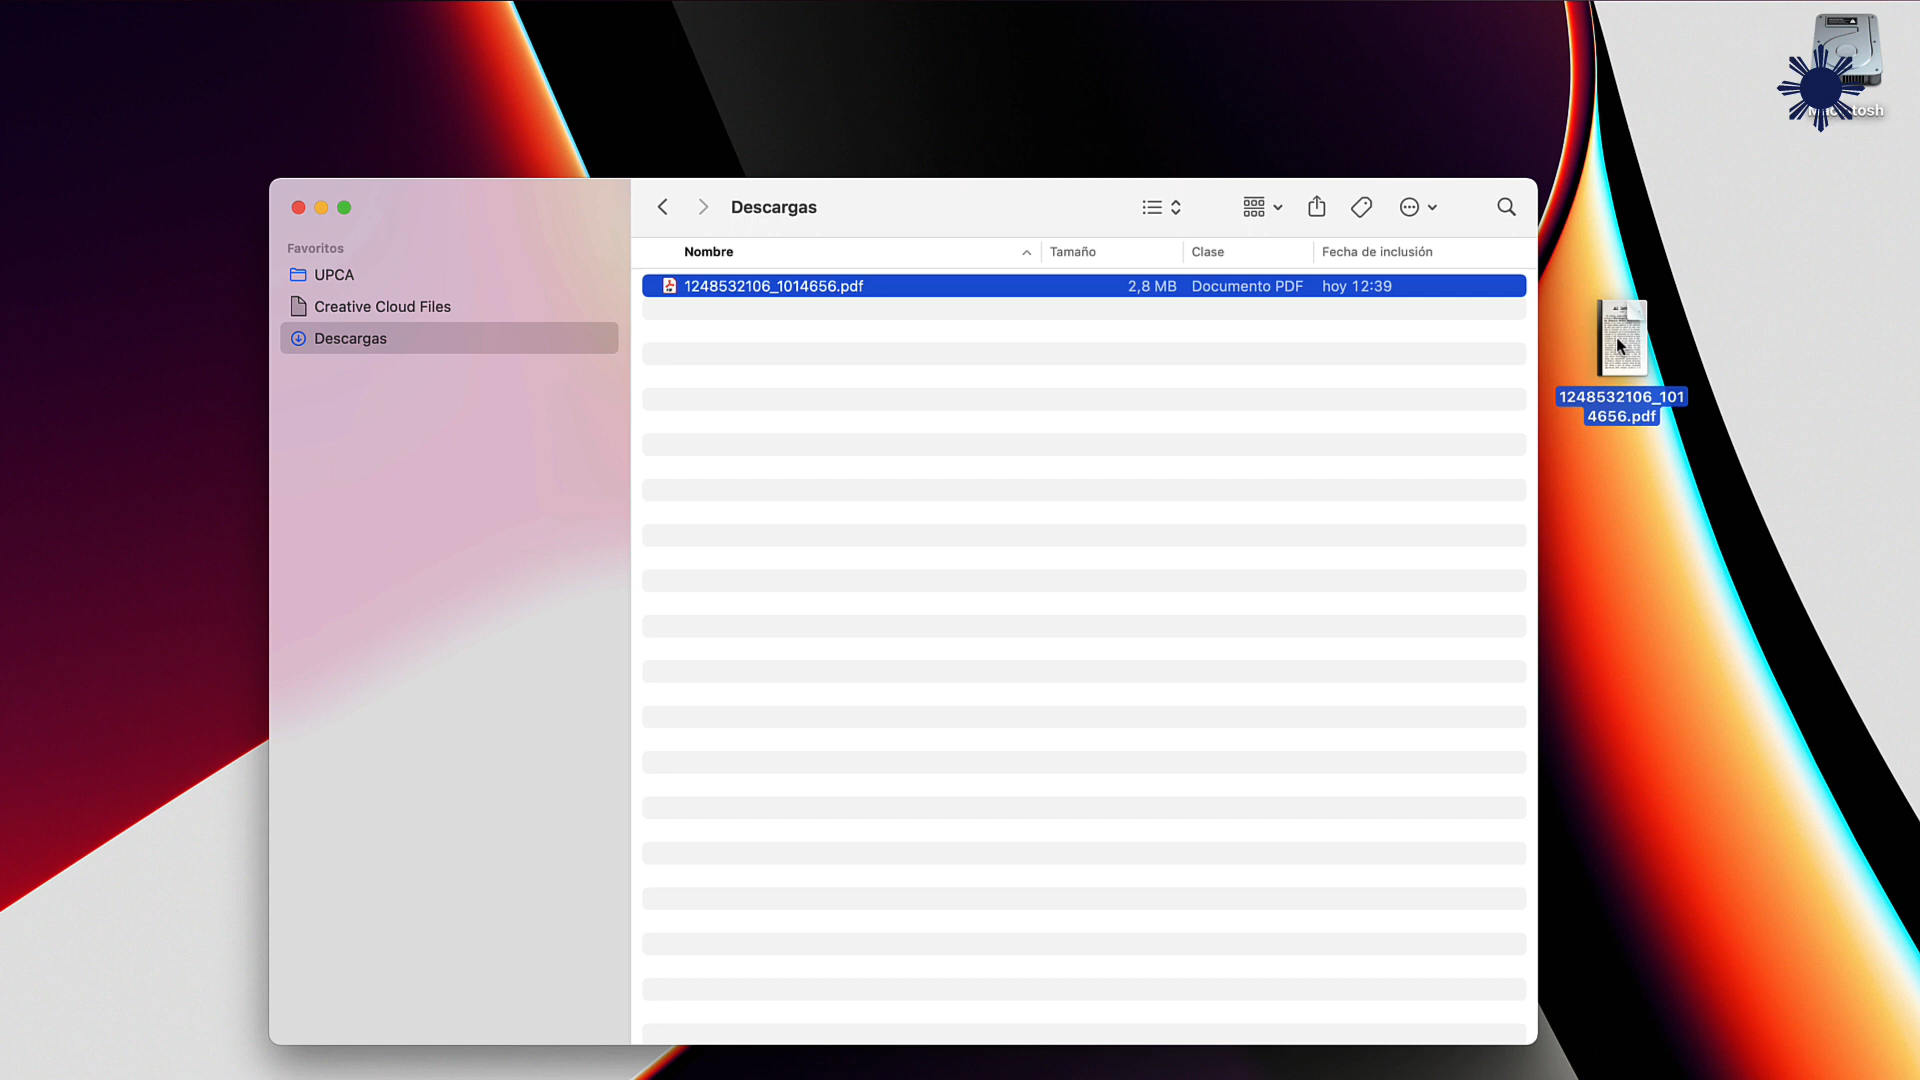 Descargas
Favoritos
UPCA
Creative Cloud Files
Descargas
Nombre
Tamaño
Clase
Fecha de inclusión
1248532106_1014656.pdf
2,8 MB
Documento PDF
hoy 12:39
1248532106_101
4656.pdf